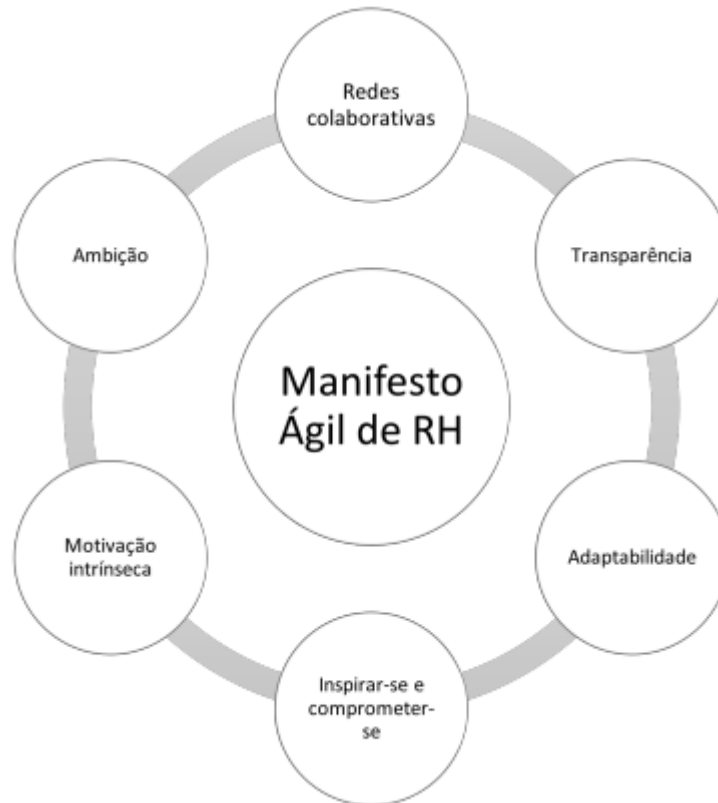 Redes
colaborativas
Transparência
Adaptabilidade
Inspirar-se e
comprometer-
se
Motivação
intrínseca
Ambição
Manifesto
Ágil de RH